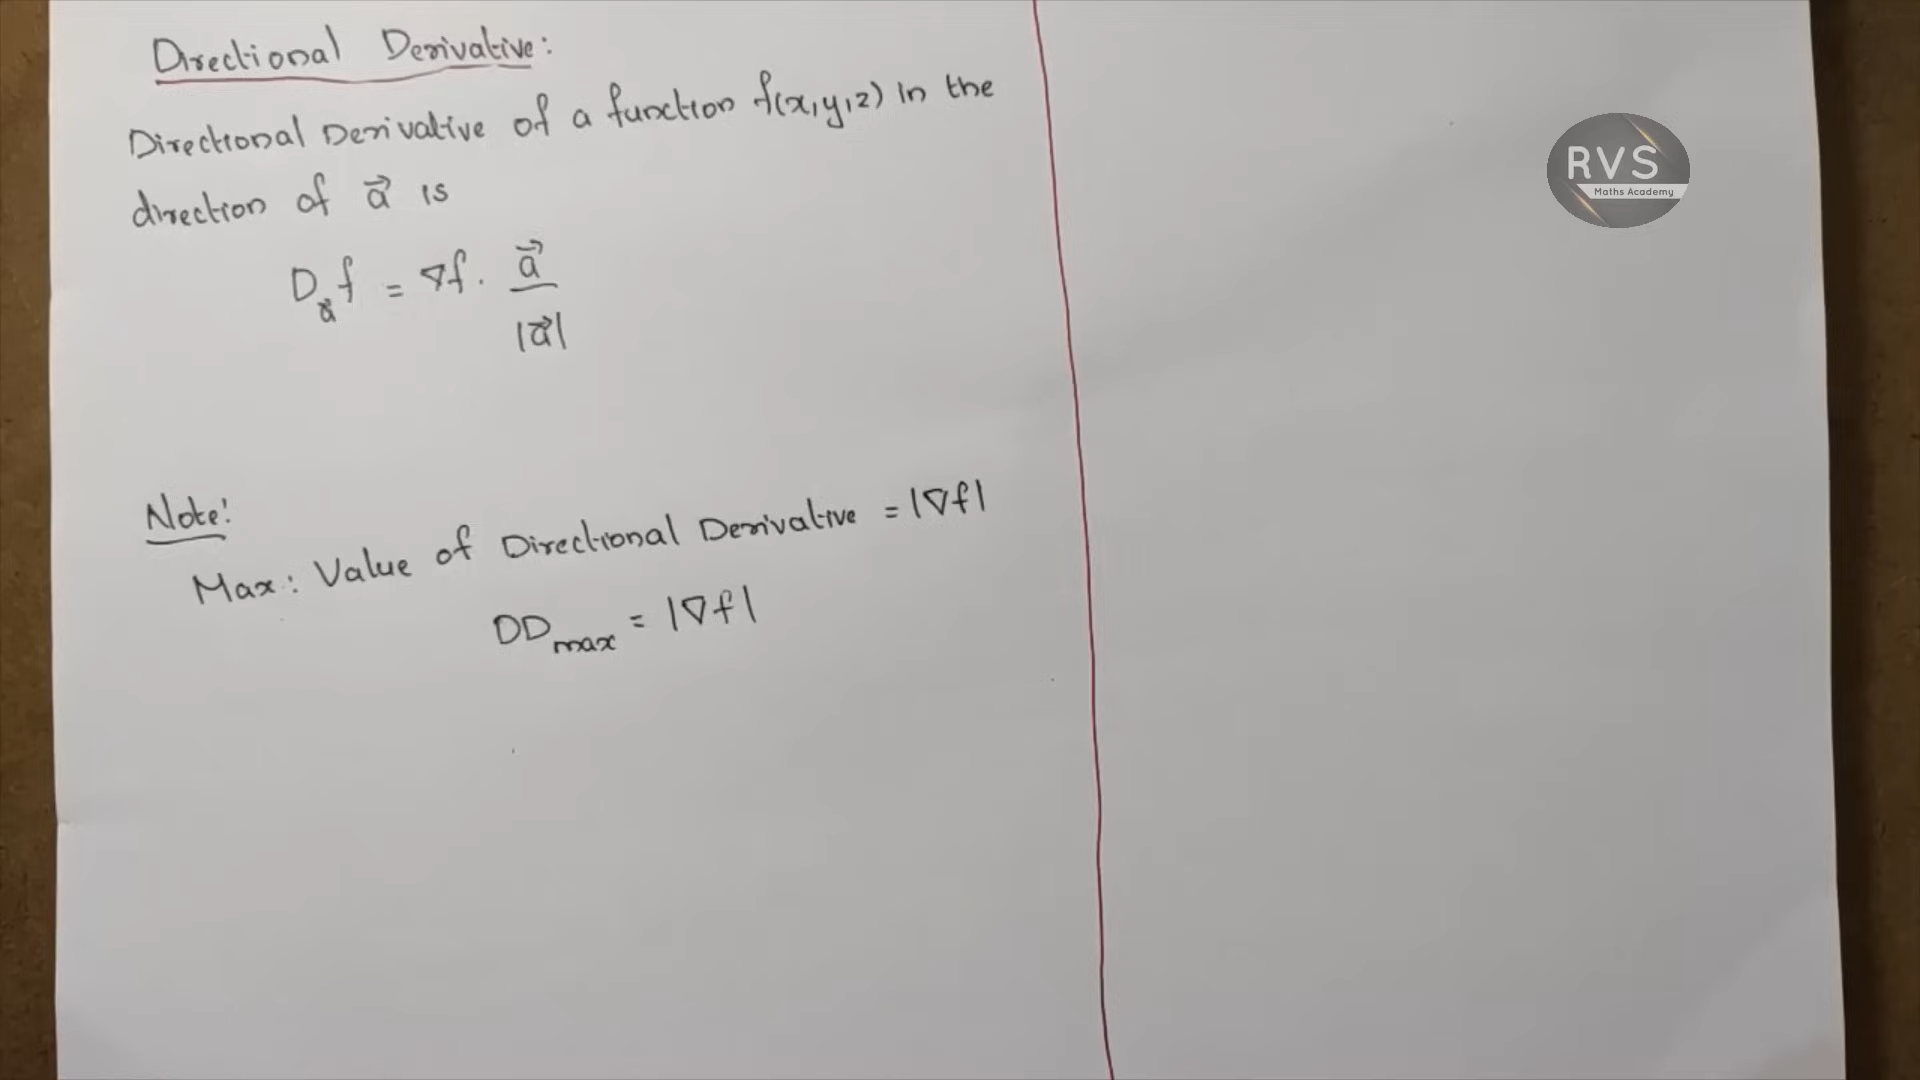 Directional Derivative:
Directional Derivative of a function f(x,y,z) in the
direction of a⃗ is
D_a⃗ f = ∇f · a⃗ / |a⃗|
Note:
Max: Value of Directional Derivative = |∇f|
DD_max = |∇f|
RVS
Maths Academy